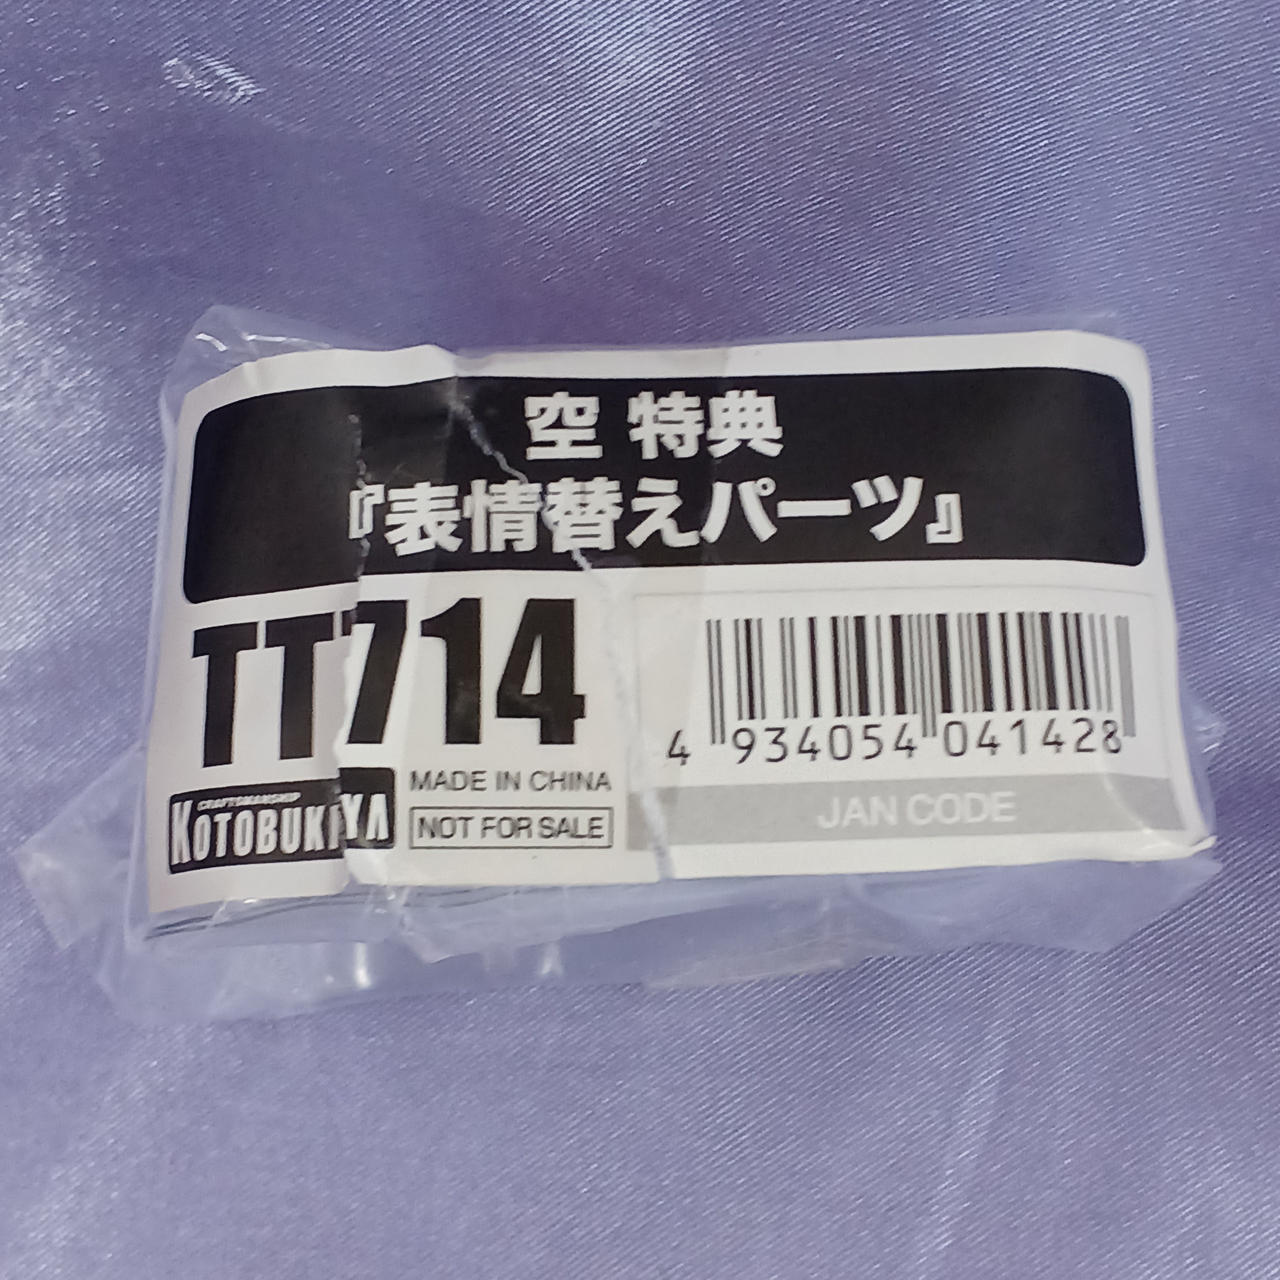 空 特典
『表情替えパーツ』
TT714
MADE IN CHINA
CRAFTSMANSHIP
KOTOBUKIYA
NOT FOR SALE
4 934054 041428
JAN CODE